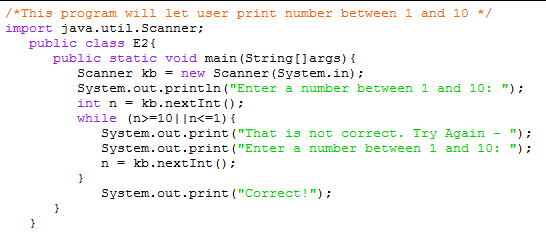 /*This program will let user print number between 1 and 10 */
import java.util.Scanner;
public class E2{
public static void main(String[]args){
Scanner kb = new Scanner(System.in);
System.out.println("Enter a number between 1 and 10: ");
int n = kb.nextInt();
while (n>=10||n<=1){
System.out.print("That is not correct. Try Again - ");
System.out.print("Enter a number between 1 and 10: ");
n = kb.nextInt();
}
System.out.print("Correct!");
}
}